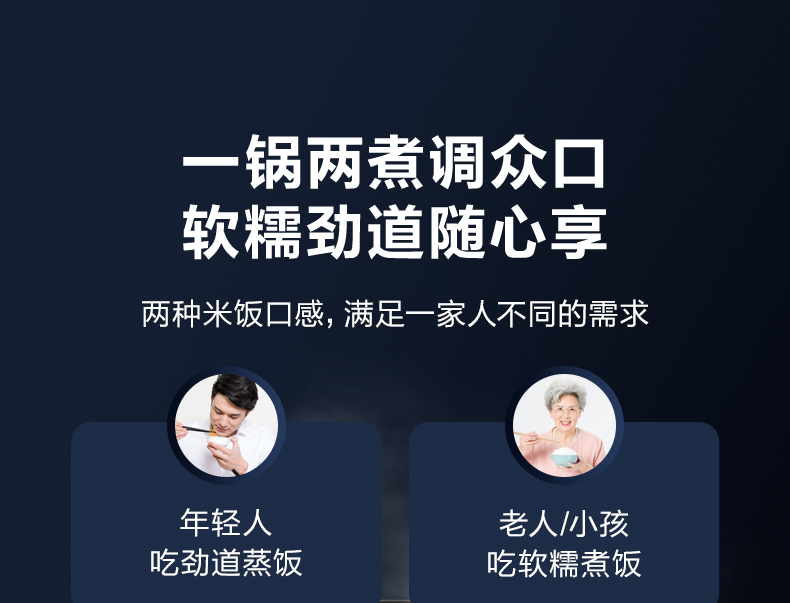 一锅两煮调众口
软糯劲道随心享
两种米饭口感，满足一家人不同的需求
年轻人
吃劲道蒸饭
老人/小孩
吃软糯煮饭